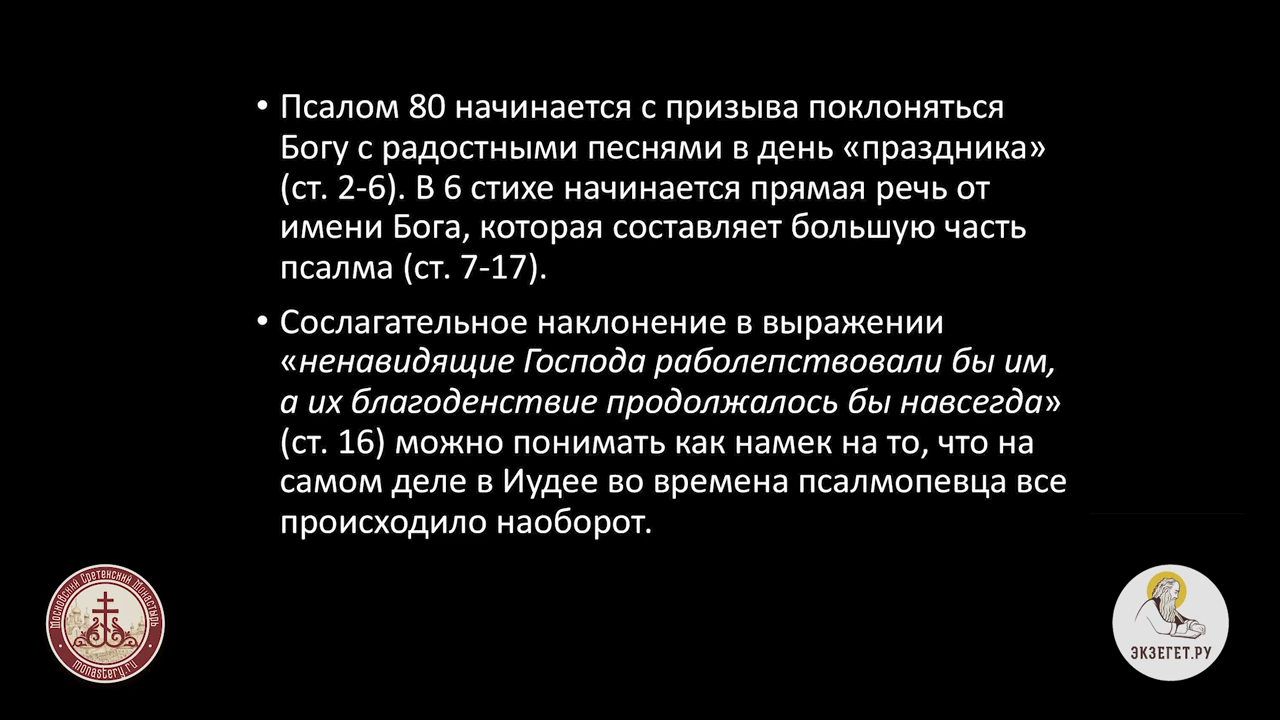 • Псалом 80 начинается с призыва поклоняться
Богу с радостными песнями в день «праздника»
(ст. 2-6). В 6 стихе начинается прямая речь от
имени Бога, которая составляет большую часть
псалма (ст. 7-17).
• Сослагательное наклонение в выражении
«ненавидящие Господа раболепствовали бы им,
а их благоденствие продолжалось бы навсегда»
(ст. 16) можно понимать как намек на то, что на
самом деле в Иудее во времена псалмопевца все
происходило наоборот.
Московский Сретенский Монастырь
monastery.ru
ЭКЗЕГЕТ.РУ